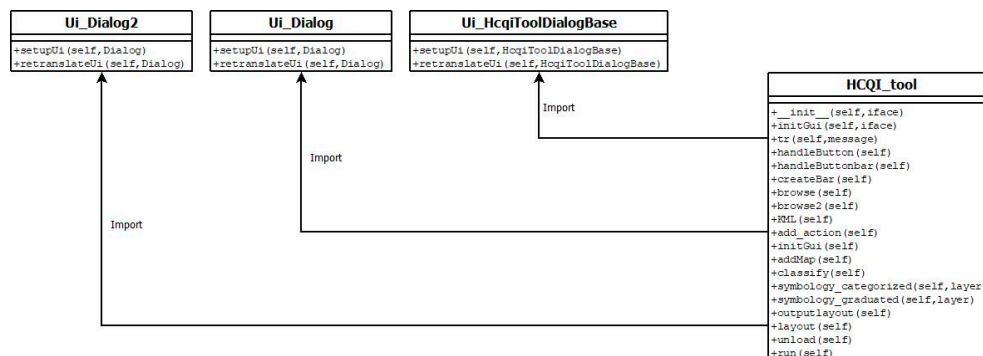 Ui_Dialog2
+setupUi(self,Dialog)
+retranslateUi(self,Dialog)
Ui_Dialog
+setupUi(self,Dialog)
+retranslateUi(self,Dialog)
Ui_HcqiToolDialogBase
+setupUi(self,HcqiToolDialogBase)
+retranslateUi(self,HcqiToolDialogBase)
Import
Import
Import
HCQI_tool
+__init__(self,iface)
+initGui(self,iface)
+tr(self,message)
+handleButton(self)
+handleButtonbar(self)
+createBar(self)
+browse(self)
+browse2(self)
+KML(self)
+add_action(self)
+initGui(self)
+addMap(self)
+classify(self)
+symbology_categorized(self,layer
+symbology_graduated(self,layer)
+outputlayout(self)
+layout(self)
+unload(self)
+run(self)